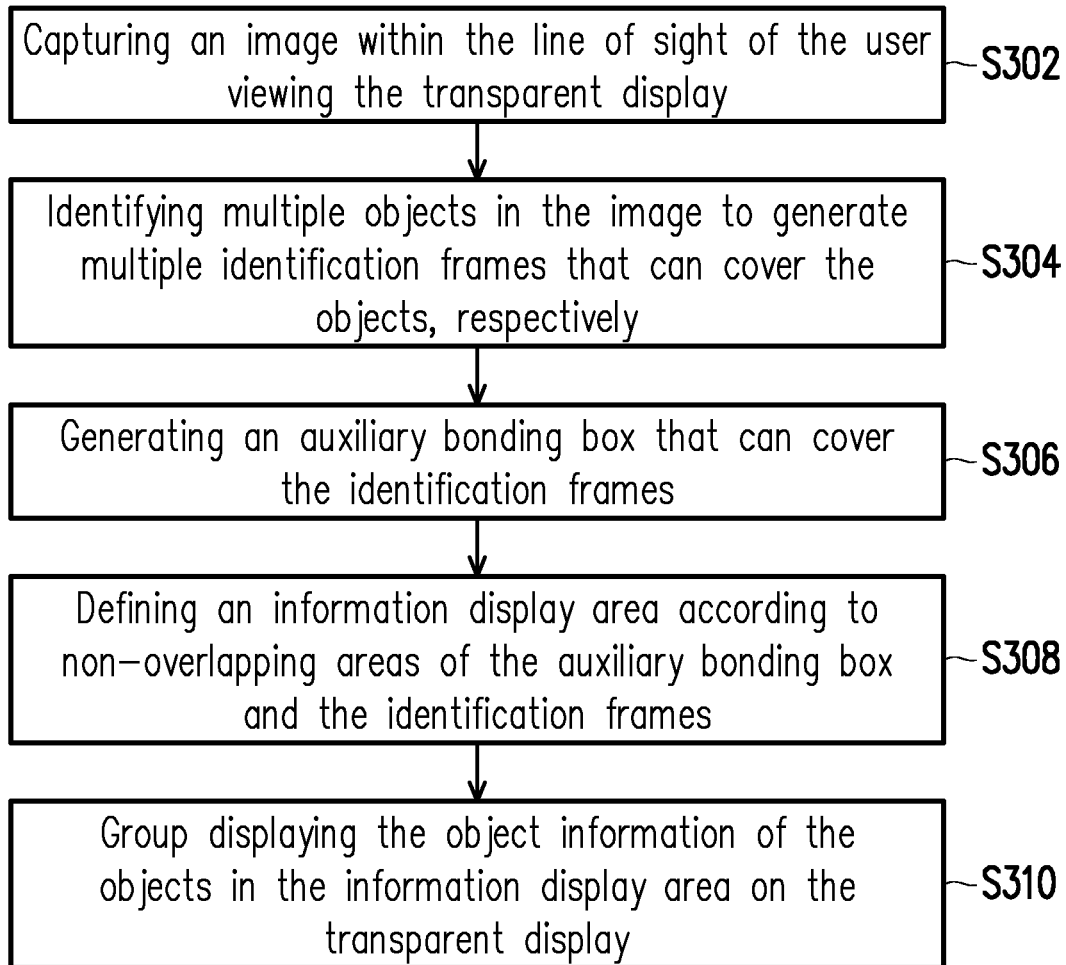 Capturing an image within the line of sight of the user
viewing the transparent display
S302
Identifying multiple objects in the image to generate
multiple identification frames that can cover the
objects, respectively
S304
Generating an auxiliary bonding box that can cover
the identification frames
S306
Defining an information display area according to
non-overlapping areas of the auxiliary bonding box
and the identification frames
S308
Group displaying the object information of the
objects in the information display area on the
transparent display
S310